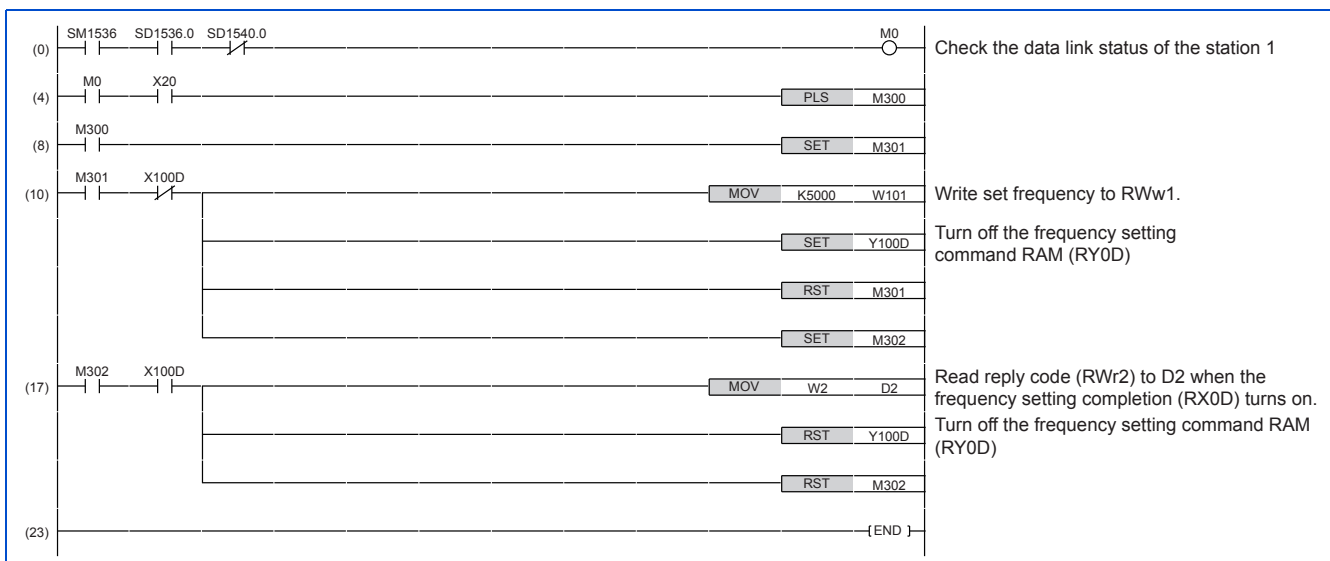 SM1536 SD1536.0 SD1540.0 M0
(0) Check the data link status of the station 1
M0 X20
(4) PLS M300
M300
(8) SET M301
M301 X100D
(10) MOV K5000 W101 Write set frequency to RWw1.
SET Y100D Turn off the frequency setting
command RAM (RY0D)
RST M301
SET M302
M302 X100D
(17) MOV W2 D2 Read reply code (RWr2) to D2 when the
frequency setting completion (RX0D) turns on.
RST Y100D Turn off the frequency setting command RAM
(RY0D)
RST M302
(23) END